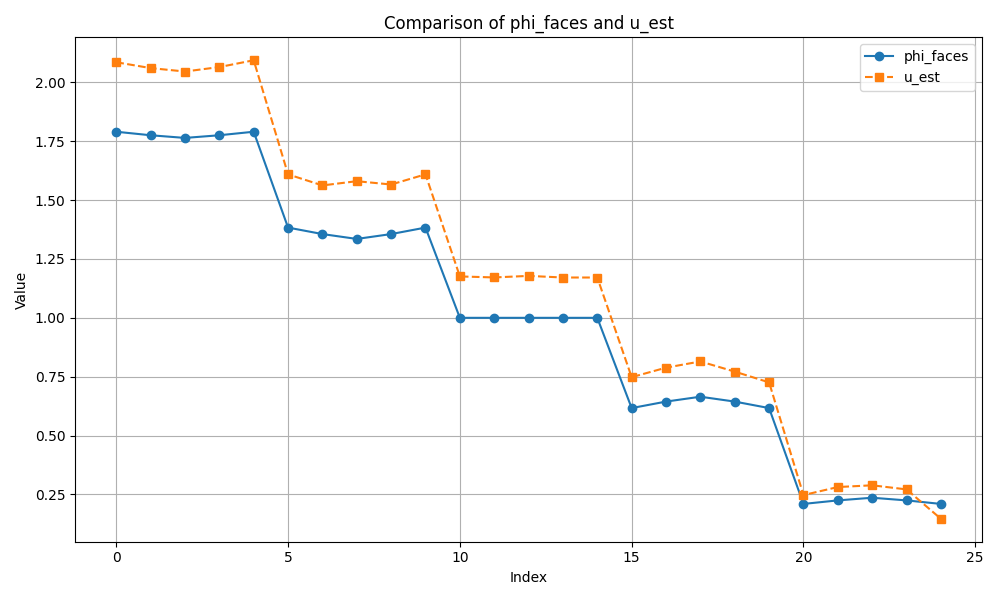 Comparison of phi_faces and u_est
phi_faces
u_est
Value
2.00
1.75
1.50
1.25
1.00
0.75
0.50
0.25
0 5 10 15 20 25
Index